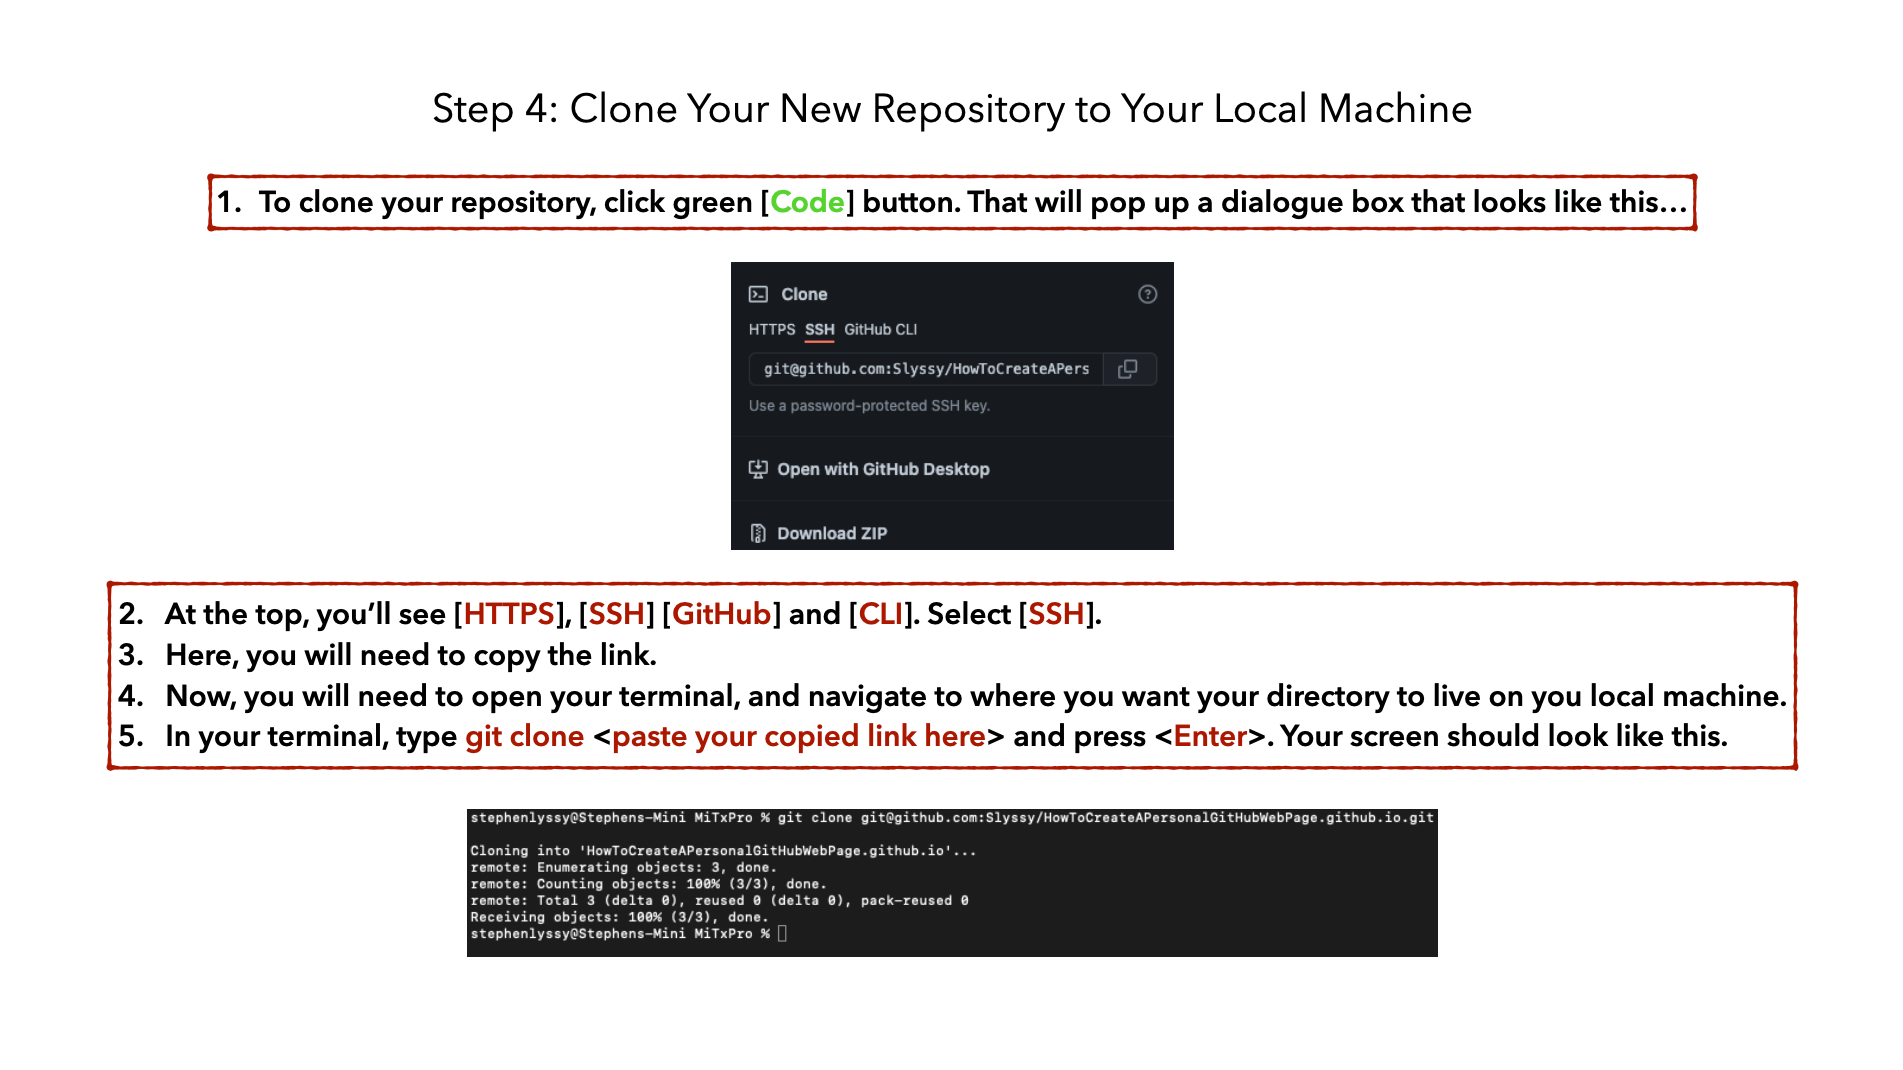 Step 4: Clone Your New Repository to Your Local Machine
1. To clone your repository, click green [Code] button. That will pop up a dialogue box that looks like this…
Clone
HTTPS SSH GitHub CLI
git@github.com:Slyssy/HowToCreateAPers
Use a password-protected SSH key.
Open with GitHub Desktop
Download ZIP
2. At the top, you’ll see [HTTPS], [SSH] [GitHub] and [CLI]. Select [SSH].
3. Here, you will need to copy the link.
4. Now, you will need to open your terminal, and navigate to where you want your directory to live on you local machine.
5. In your terminal, type git clone <paste your copied link here> and press <Enter>. Your screen should look like this.
stephenlyssy@Stephens-Mini MiTxPro % git clone git@github.com:Slyssy/HowToCreateAPersonalGitHubWebPage.github.io.git
Cloning into 'HowToCreateAPersonalGitHubWebPage.github.io'...
remote: Enumerating objects: 3, done.
remote: Counting objects: 100% (3/3), done.
remote: Total 3 (delta 0), reused 0 (delta 0), pack-reused 0
Receiving objects: 100% (3/3), done.
stephenlyssy@Stephens-Mini MiTxPro %